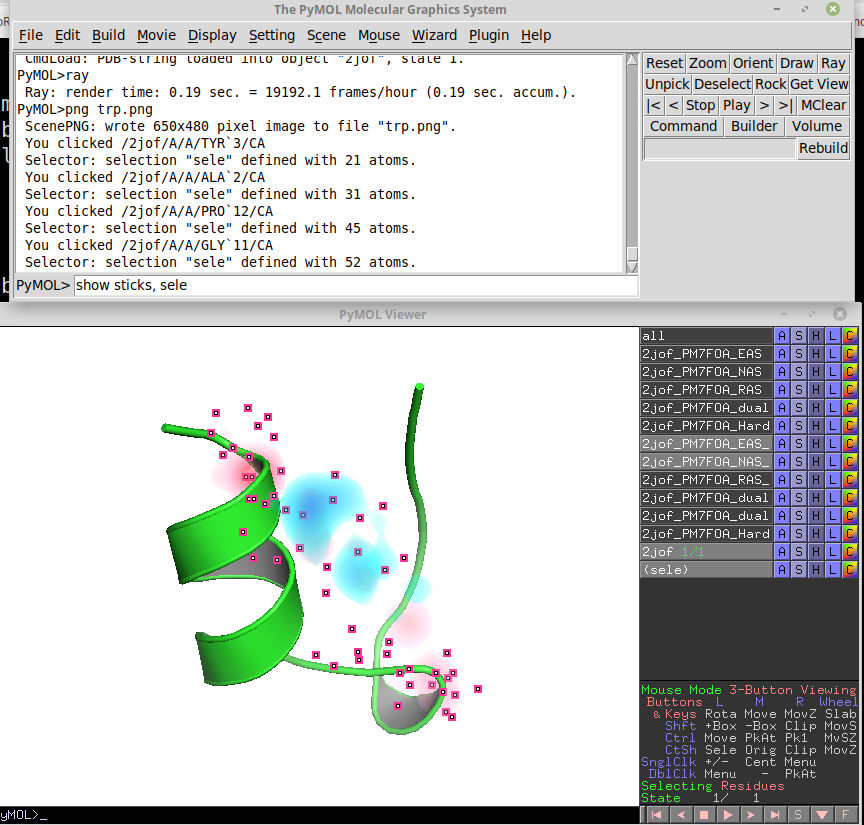 The PyMOL Molecular Graphics System
File Edit Build Movie Display Setting Scene Mouse Wizard Plugin Help
CmdLoad: PDB-string loaded into object "2jof", state 1.
PyMOL>ray
Ray: render time: 0.19 sec. = 19192.1 frames/hour (0.19 sec. accum.).
PyMOL>png trp.png
ScenePNG: wrote 650x480 pixel image to file "trp.png".
You clicked /2jof/A/A/TYR`3/CA
Selector: selection "sele" defined with 21 atoms.
You clicked /2jof/A/A/ALA`2/CA
Selector: selection "sele" defined with 31 atoms.
You clicked /2jof/A/A/PRO`12/CA
Selector: selection "sele" defined with 45 atoms.
You clicked /2jof/A/A/GLY`11/CA
Selector: selection "sele" defined with 52 atoms.
PyMOL> show sticks, sele
Reset Zoom Orient Draw Ray
Unpick Deselect Rock Get View
|< < Stop Play > >| MClear
Command Builder Volume
Rebuild
PyMOL Viewer
all A S H L C
2jof_PM7FOA_EAS A S H L C
2jof_PM7FOA_NAS A S H L C
2jof_PM7FOA_RAS A S H L C
2jof_PM7FOA_dual A S H L C
2jof_PM7FOA_Hard A S H L C
2jof_PM7FOA_EAS_ A S H L C
2jof_PM7FOA_NAS_ A S H L C
2jof_PM7FOA_RAS_ A S H L C
2jof_PM7FOA_dual A S H L C
2jof_PM7FOA_dual A S H L C
2jof_PM7FOA_Hard A S H L C
2jof 1/1 A S H L C
(sele) A S H L C
Mouse Mode 3-Button Viewing
Buttons L M R Wheel
& Keys Rota Move MovZ Slab
Shft +Box -Box Clip MovS
Ctrl Move PkAt Pk1 MvSZ
CtSh Sele Orig Clip MovZ
SnglClk +/- Cent Menu
DblClk Menu - PkAt
Selecting Residues
State 1/ 1
S F
yMOL>_